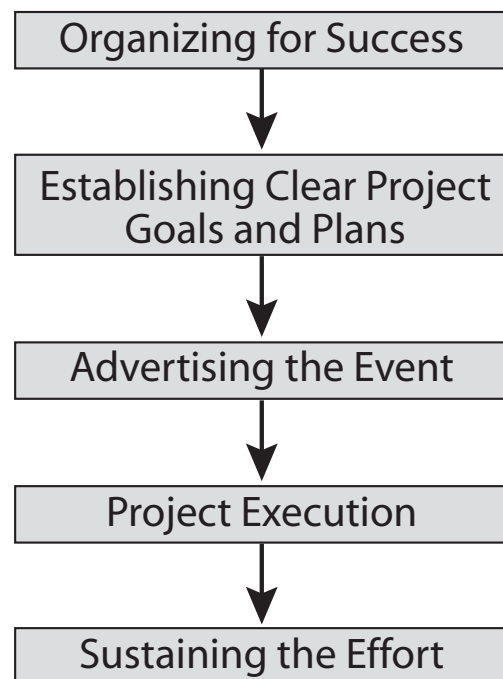 Organizing for Success
Establishing Clear Project
Goals and Plans
Advertising the Event
Project Execution
Sustaining the Effort